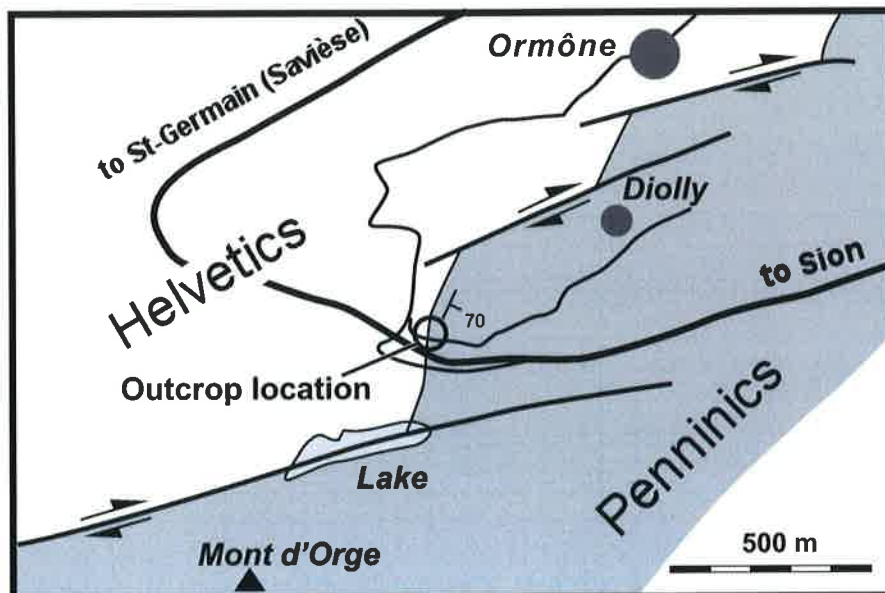 Ormône
to St-Germain (Savièse)
Diolly
Helvetics
to Sion
70
Outcrop location
Penninics
Lake
500 m
Mont d'Orge